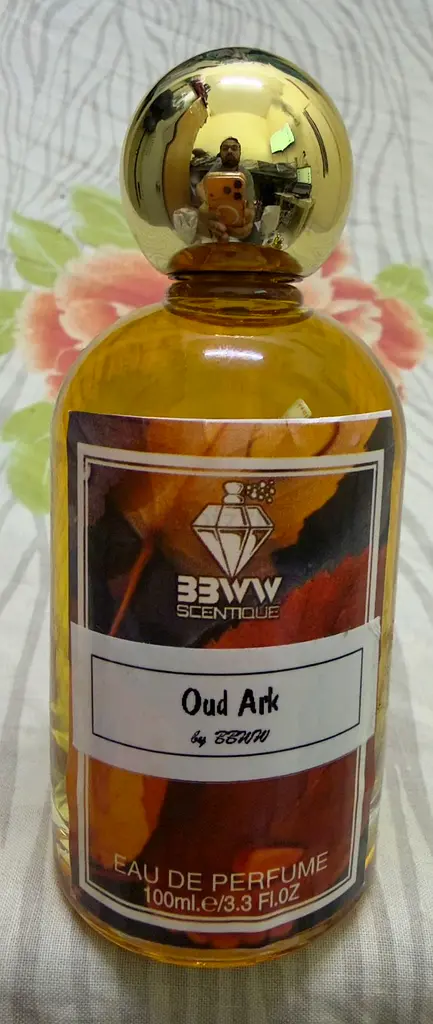 BBWW
SCENTIQUE
Oud Ark
by BBWW
EAU DE PERFUME
100ml.e/3.3 Fl.OZ